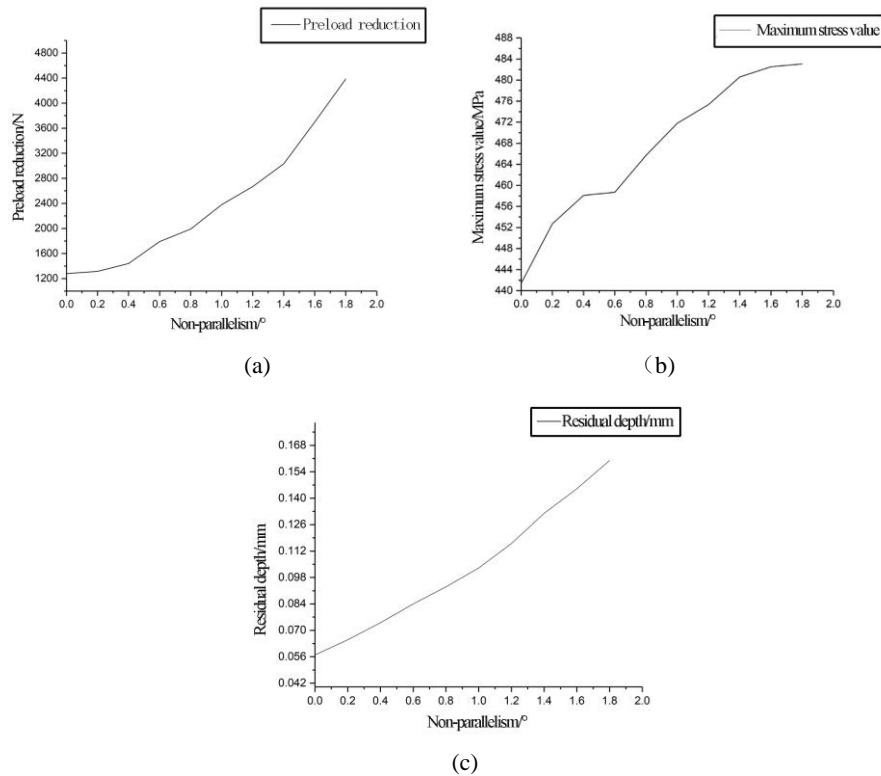 Preload reduction
4800
4400
4000
3600
3200
2800
2400
2000
1600
1200
Preload reduction/N
0.0 0.2 0.4 0.6 0.8 1.0 1.2 1.4 1.6 1.8 2.0
Non-parallelism/°
(a)
Maximum stress value
488
484
480
476
472
468
464
460
456
452
448
444
440
Maximum stress value/MPa
0.0 0.2 0.4 0.6 0.8 1.0 1.2 1.4 1.6 1.8 2.0
Non-parallelism/°
（b)
Residual depth/mm
0.168
0.154
0.140
0.126
0.112
0.098
0.084
0.070
0.056
0.042
Residual depth/mm
0.0 0.2 0.4 0.6 0.8 1.0 1.2 1.4 1.6 1.8 2.0
Non-parallelism/°
(c)